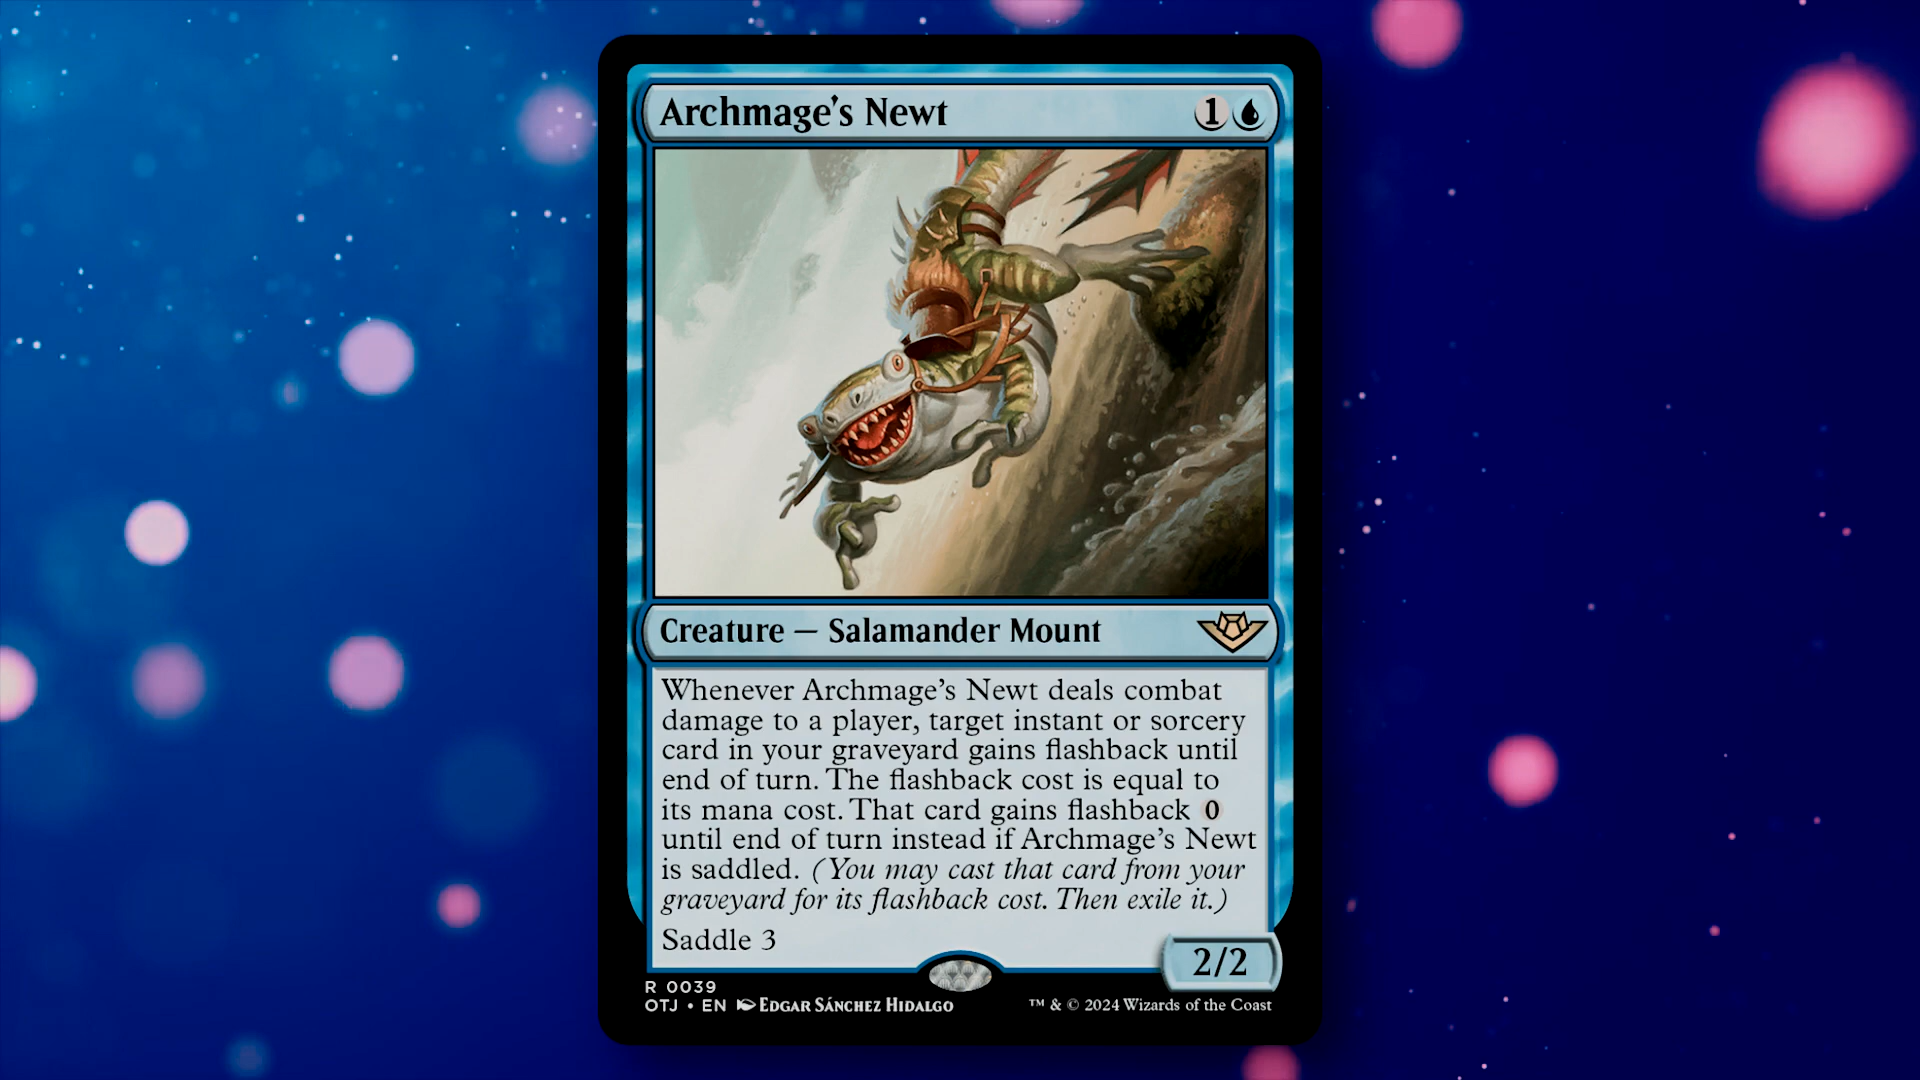 Archmage's Newt 1
Creature — Salamander Mount
Whenever Archmage's Newt deals combat
damage to a player, target instant or sorcery
card in your graveyard gains flashback until
end of turn. The flashback cost is equal to
its mana cost. That card gains flashback 0
until end of turn instead if Archmage's Newt
is saddled. (You may cast that card from your
graveyard for its flashback cost. Then exile it.)
Saddle 3
2/2
R 0039
OTJ • EN Edgar Sánchez Hidalgo ™ & © 2024 Wizards of the Coast